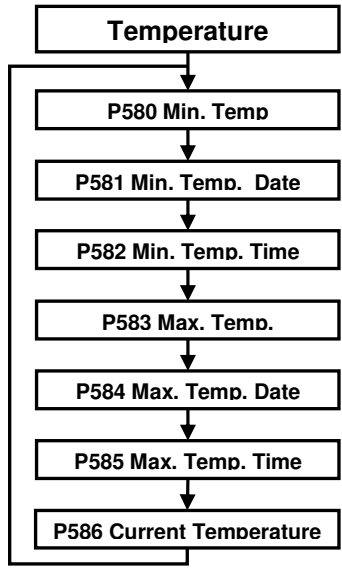 Temperature
P580 Min. Temp
P581 Min. Temp. Date
P582 Min. Temp. Time
P583 Max. Temp.
P584 Max. Temp. Date
P585 Max. Temp. Time
P586 Current Temperature